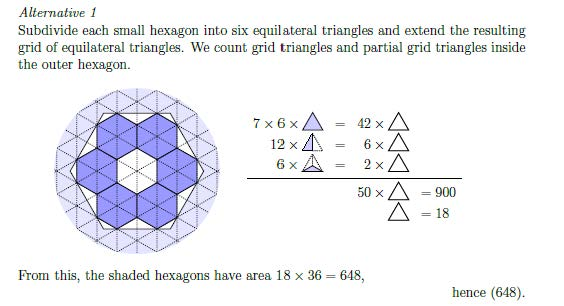 Alternative 1
Subdivide each small hexagon into six equilateral triangles and extend the resulting
grid of equilateral triangles. We count grid triangles and partial grid triangles inside
the outer hexagon.
7 × 6 × △ = 42 × △
12 × ◮ = 6 × △
6 × △ = 2 × △
50 × △ = 900
△ = 18
From this, the shaded hexagons have area 18 × 36 = 648,
hence (648).